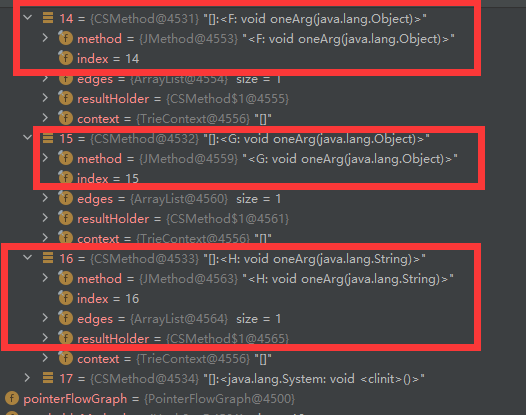 14 = {CSMethod@4531} "[]:<F: void oneArg(java.lang.Object)>"
f method = {JMethod@4553} "<F: void oneArg(java.lang.Object)>"
f index = 14
f edges = {ArrayList@4554} size = 1
f resultHolder = {CSMethod$1@4555}
f context = {TrieContext@4556} "[]"
15 = {CSMethod@4532} "[]:<G: void oneArg(java.lang.Object)>"
f method = {JMethod@4559} "<G: void oneArg(java.lang.Object)>"
f index = 15
f edges = {ArrayList@4560} size = 1
f resultHolder = {CSMethod$1@4561}
f context = {TrieContext@4556} "[]"
16 = {CSMethod@4533} "[]:<H: void oneArg(java.lang.String)>"
f method = {JMethod@4563} "<H: void oneArg(java.lang.String)>"
f index = 16
f edges = {ArrayList@4564} size = 1
f resultHolder = {CSMethod$1@4565}
f context = {TrieContext@4556} "[]"
17 = {CSMethod@4534} "[]:<java.lang.System: void <clinit>()>"
f pointerFlowGraph = {PointerFlowGraph@4500}